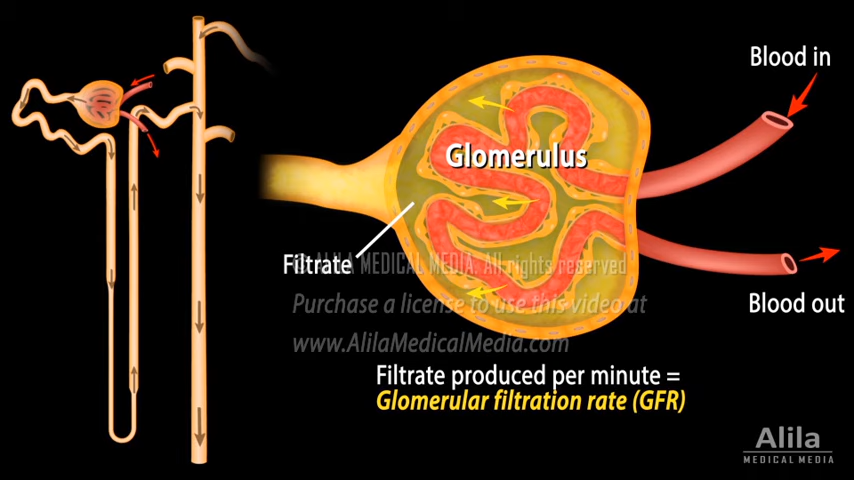 Blood in
Glomerulus
Filtrate
© ALILA MEDICAL MEDIA. All rights reserved
Purchase a license to use this video at
www.AlilaMedicalMedia.com
Blood out
Filtrate produced per minute =
Glomerular filtration rate (GFR)
Alila
MEDICAL MEDIA